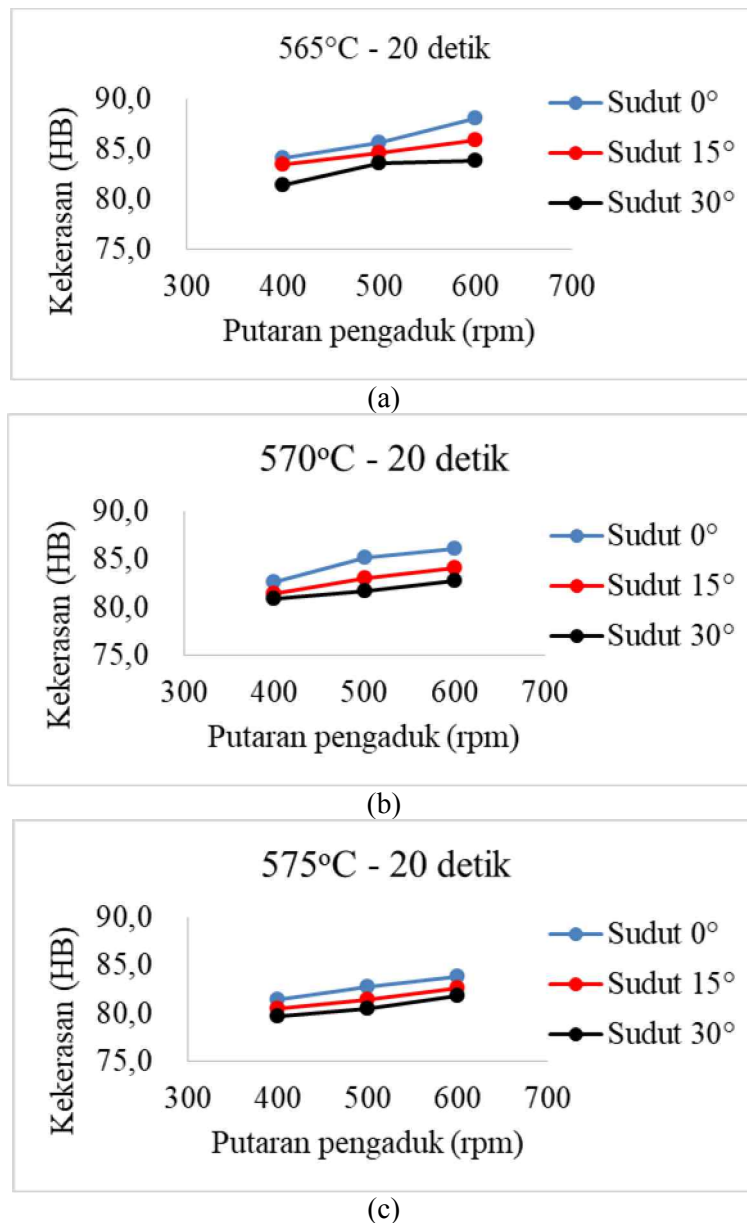 565°C - 20 detik
90,0
85,0
80,0
75,0
Kekerasan (HB)
300 400 500 600 700
Putaran pengaduk (rpm)
Sudut 0°
Sudut 15°
Sudut 30°
(a)
570°C - 20 detik
90,0
85,0
80,0
75,0
Kekerasan (HB)
300 400 500 600 700
Putaran pengaduk (rpm)
Sudut 0°
Sudut 15°
Sudut 30°
(b)
575°C - 20 detik
90,0
85,0
80,0
75,0
Kekerasan (HB)
300 400 500 600 700
Putaran pengaduk (rpm)
Sudut 0°
Sudut 15°
Sudut 30°
(c)